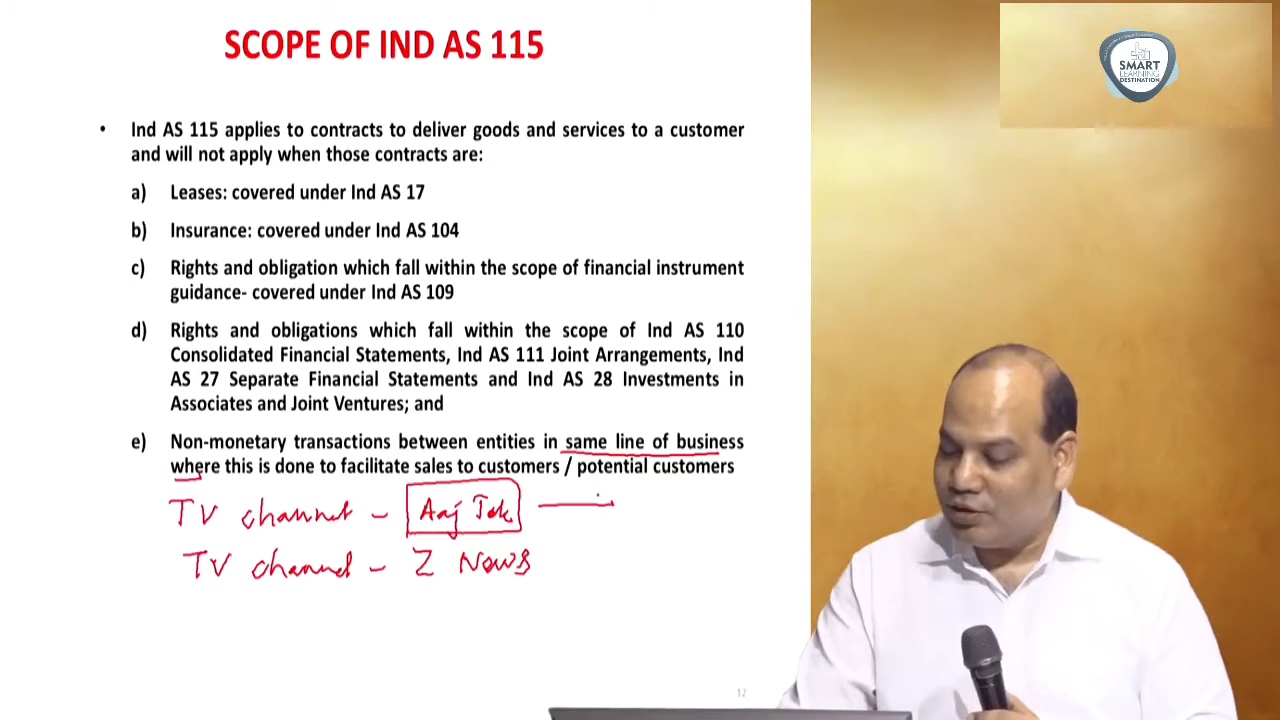 SCOPE OF IND AS 115
SMART
LEARNING
DESTINATION
• Ind AS 115 applies to contracts to deliver goods and services to a customer
and will not apply when those contracts are:
a) Leases: covered under Ind AS 17
b) Insurance: covered under Ind AS 104
c) Rights and obligation which fall within the scope of financial instrument
guidance- covered under Ind AS 109
d) Rights and obligations which fall within the scope of Ind AS 110
Consolidated Financial Statements, Ind AS 111 Joint Arrangements, Ind
AS 27 Separate Financial Statements and Ind AS 28 Investments in
Associates and Joint Ventures; and
e) Non-monetary transactions between entities in same line of business
where this is done to facilitate sales to customers / potential customers
TV channel - Aaj Tak
TV channel - Z News
12